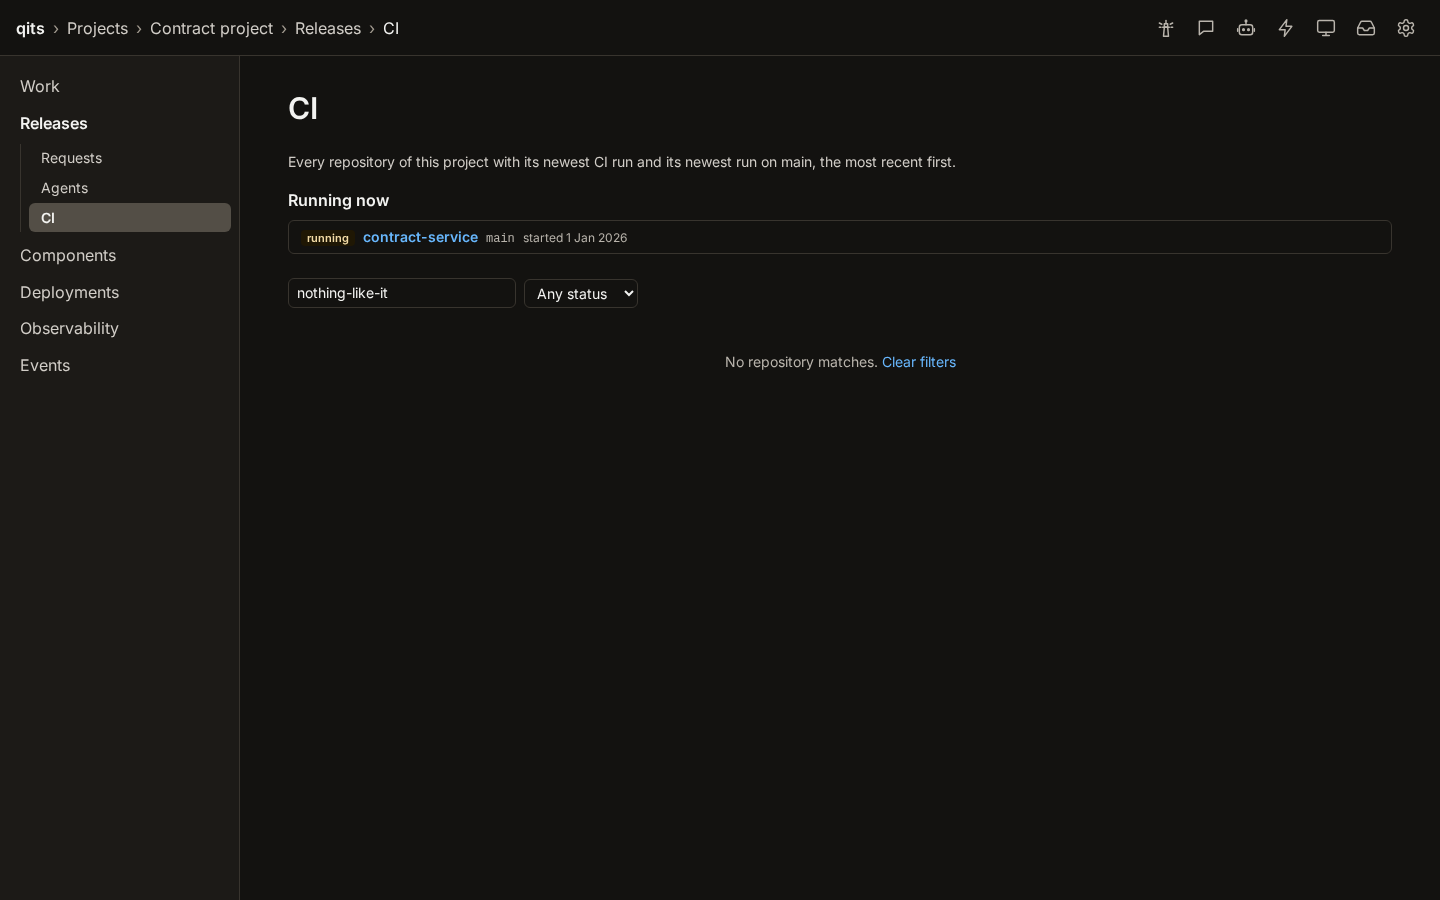 qits › Projects › Contract project › Releases › CI
Work
Releases
Requests
Agents
CI
Components
Deployments
Observability
Events
CI
Every repository of this project with its newest CI run and its newest run on main, the most recent first.
Running now
running contract-service main started 1 Jan 2026
nothing-like-it Any status
No repository matches. Clear filters